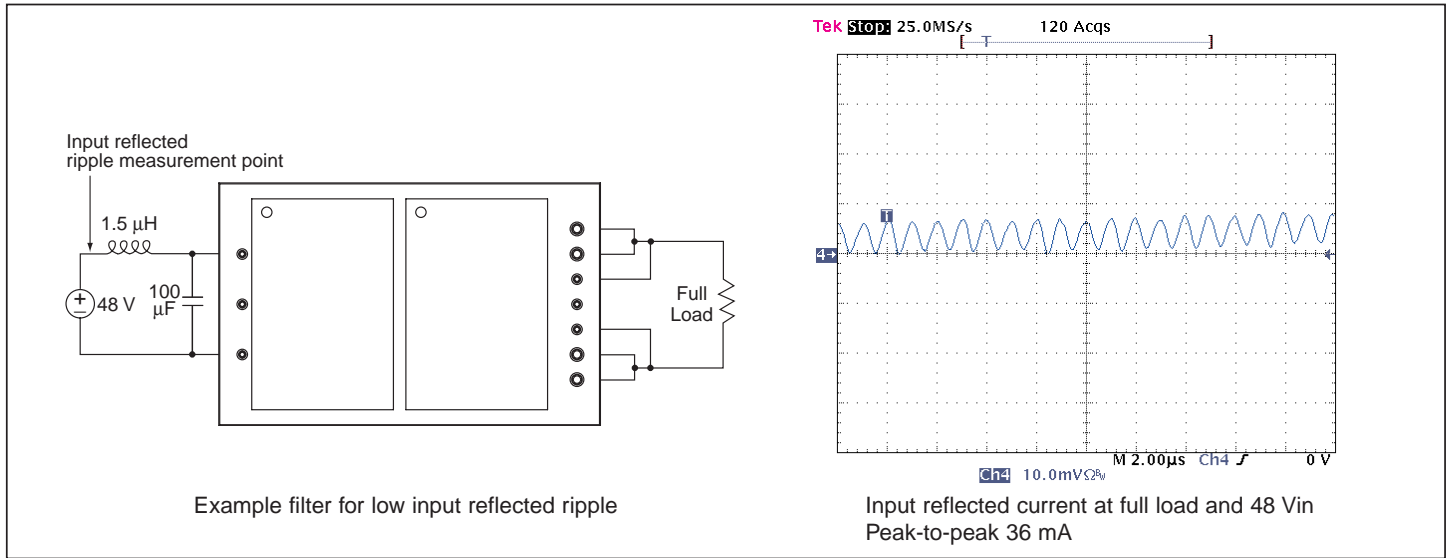 Input reflected
ripple measurement point
1.5 μH
48 V
100
μF
Full
Load
Example filter for low input reflected ripple
Tek Stop: 25.0MS/s 120 Acqs
[ T ]
T
4→
M 2.00μs Ch4 ʃ 0 V
Ch4 10.0mVΩBw
Input reflected current at full load and 48 Vin
Peak-to-peak 36 mA